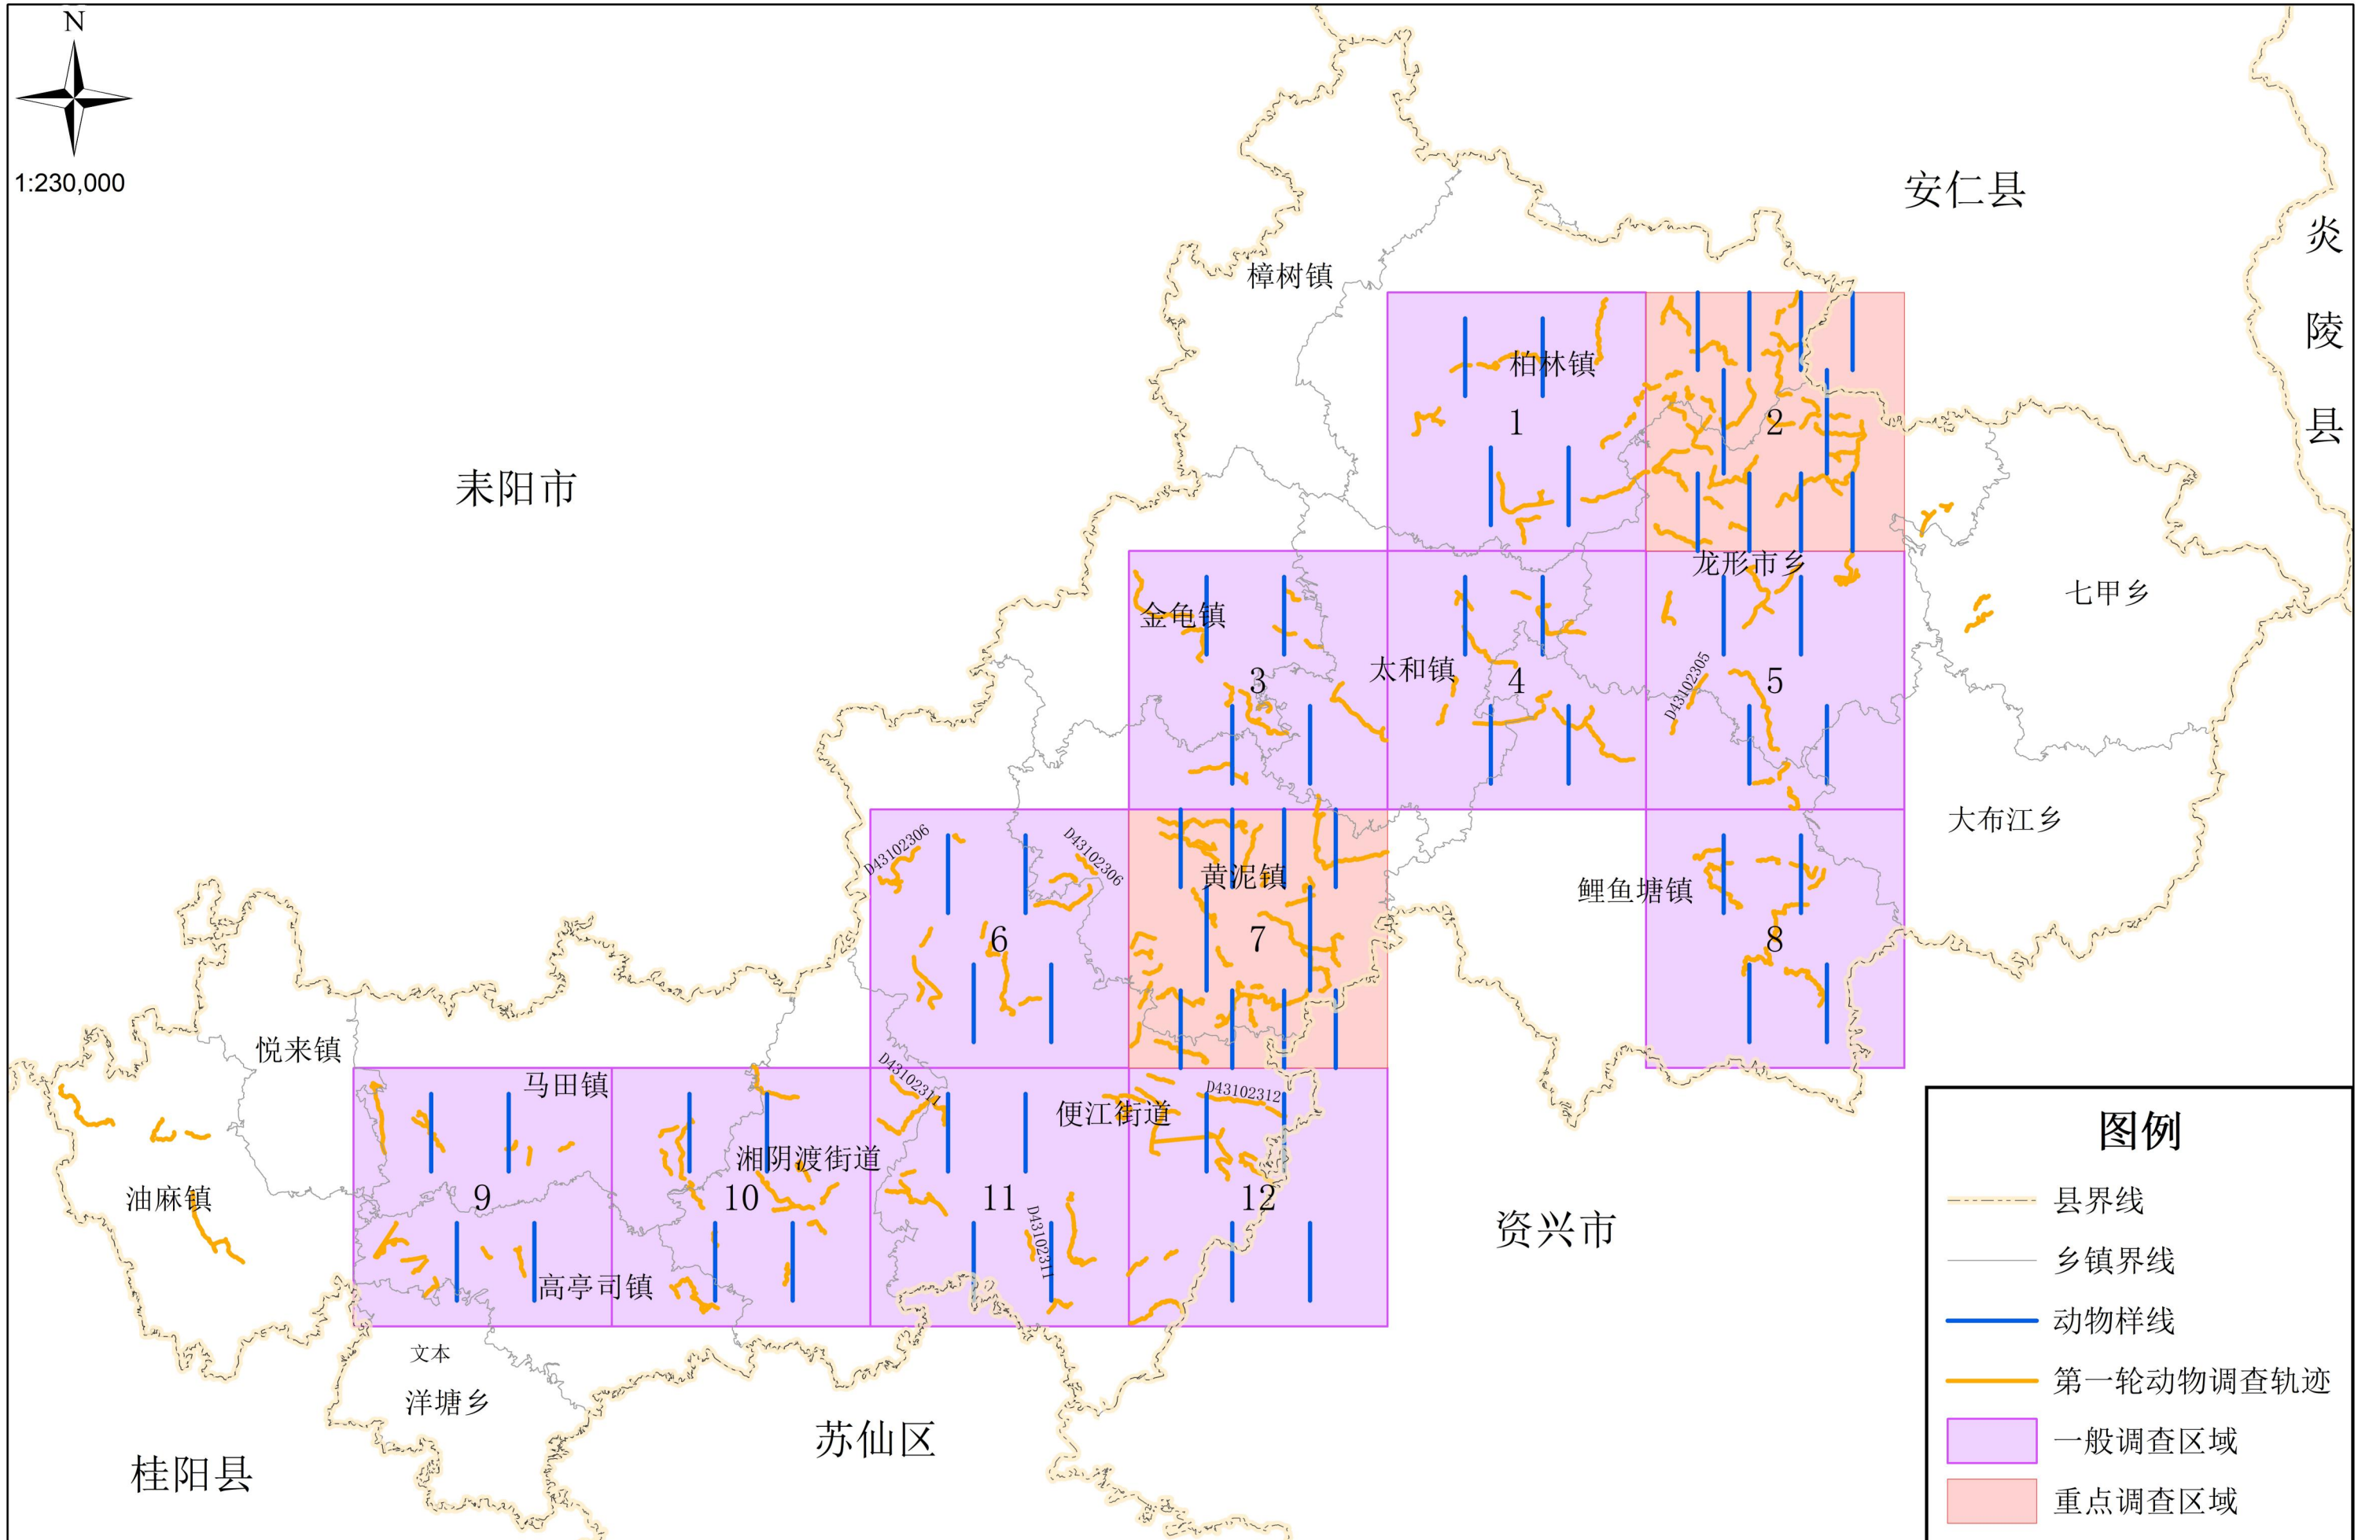 N
1:230,000
安仁县
炎陵县
樟树镇
柏林镇
1
2
耒阳市
龙形市乡
七甲乡
金龟镇
太和镇
3
4
5
D43102305
大布江乡
D43102306
D43102306
黄泥镇
鲤鱼塘镇
6
7
8
悦来镇
马田镇
D43102311
便江街道
D43102312
湘阴渡街道
油麻镇
9
10
11
12
D43102311
资兴市
高亭司镇
文本
洋塘乡
苏仙区
桂阳县
图例
县界线
乡镇界线
动物样线
第一轮动物调查轨迹
一般调查区域
重点调查区域